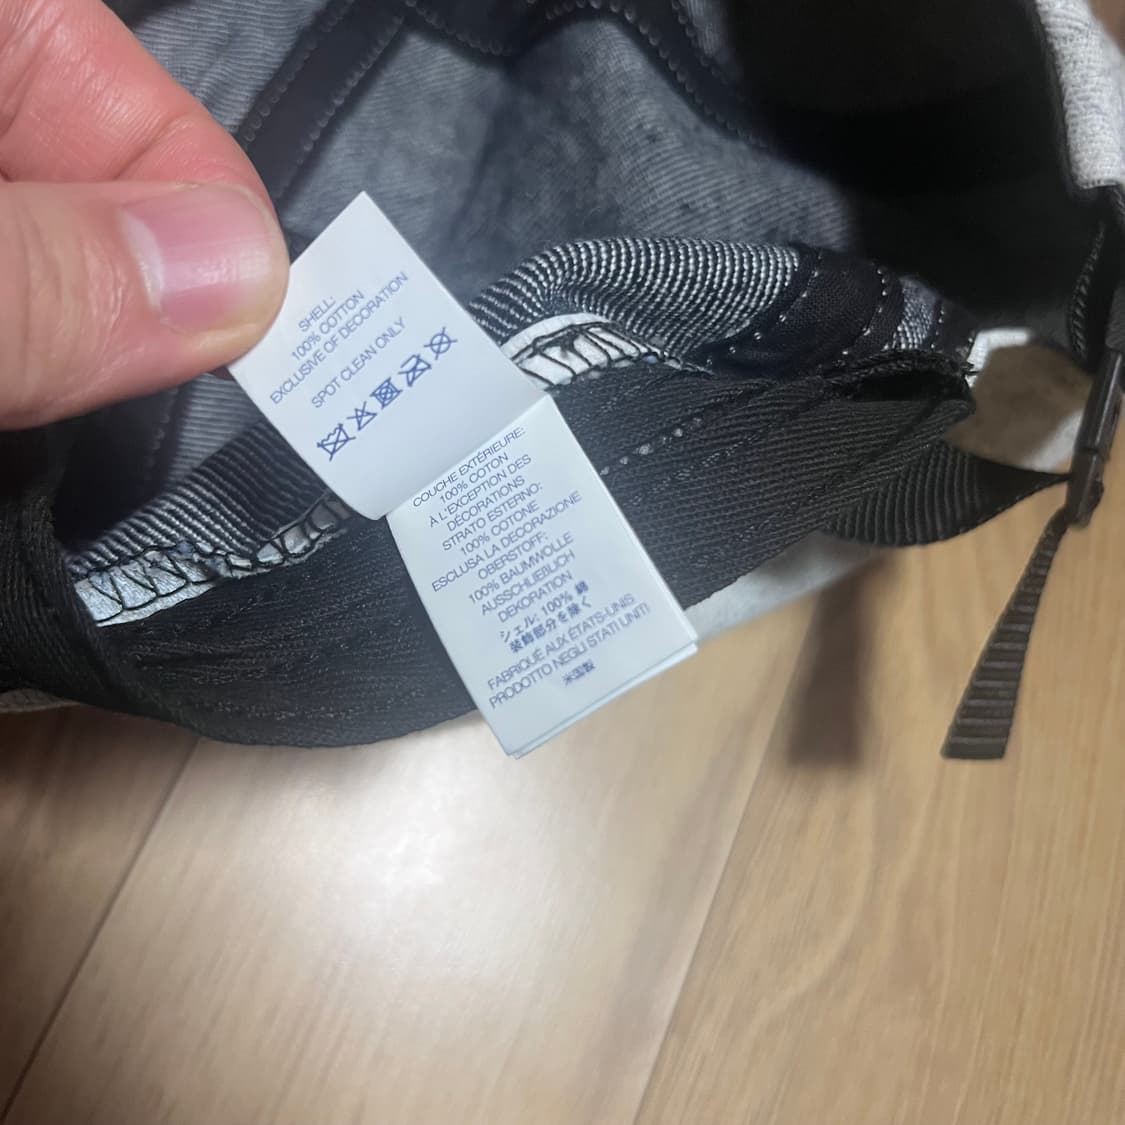 SHELL:
100% COTTON
EXCLUSIVE OF DECORATION
SPOT CLEAN ONLY
COUCHE EXTÉRIEURE:
100% COTON
À L'EXCEPTION DES
DÉCORATIONS
STRATO ESTERNO:
100% COTONE
ESCLUSA LA DECORAZIONE
OBERSTOFF:
100% BAUMWOLLE
AUSSCHLIEßLICH
DEKORATION
シェル: 100% 綿
装飾部分を除く
FABRIQUÉ AUX ÉTATS-UNIS
PRODOTTO NEGLI STATI UNITI
米国製